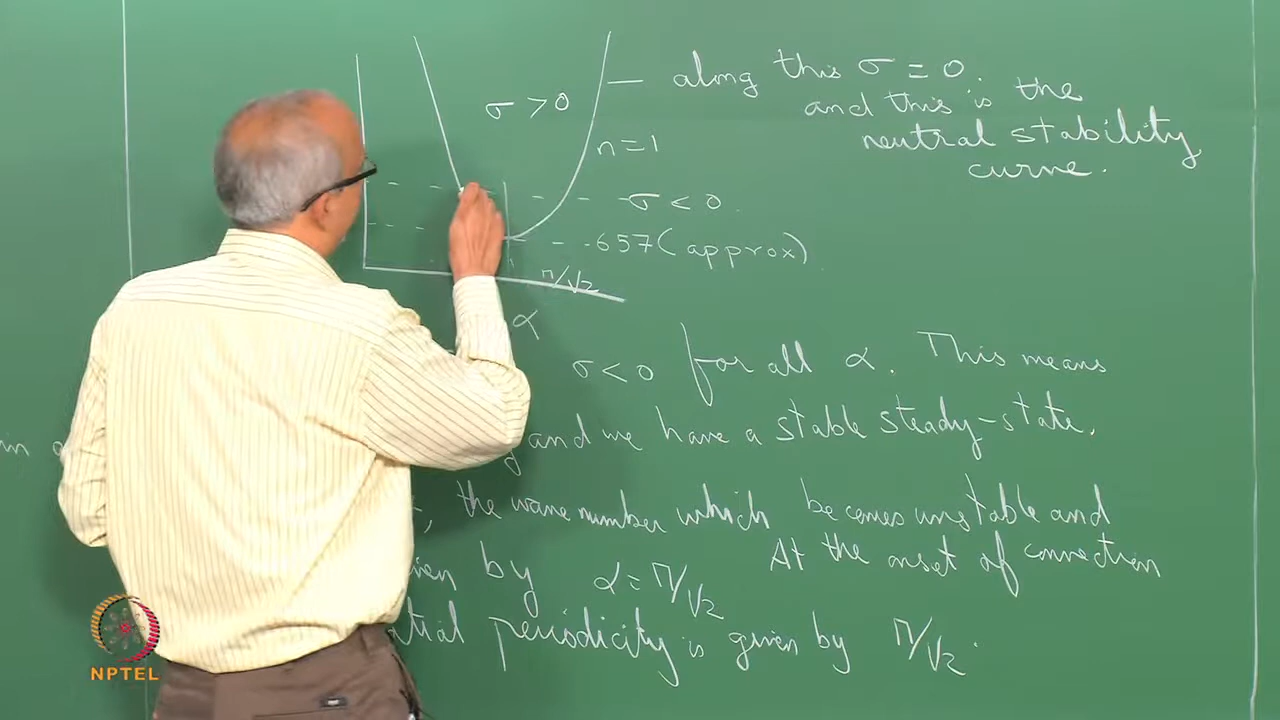 — along this σ = 0.
and this is the
neutral stability
curve.
σ > 0
n = 1
σ < 0
657 (approx)
π/√2
α
σ < 0 for all α. This means
and we have a stable steady-state.
the wave number which becomes unstable and
by α = π/√2 At the onset of convection
periodicity is given by π/√2.
NPTEL